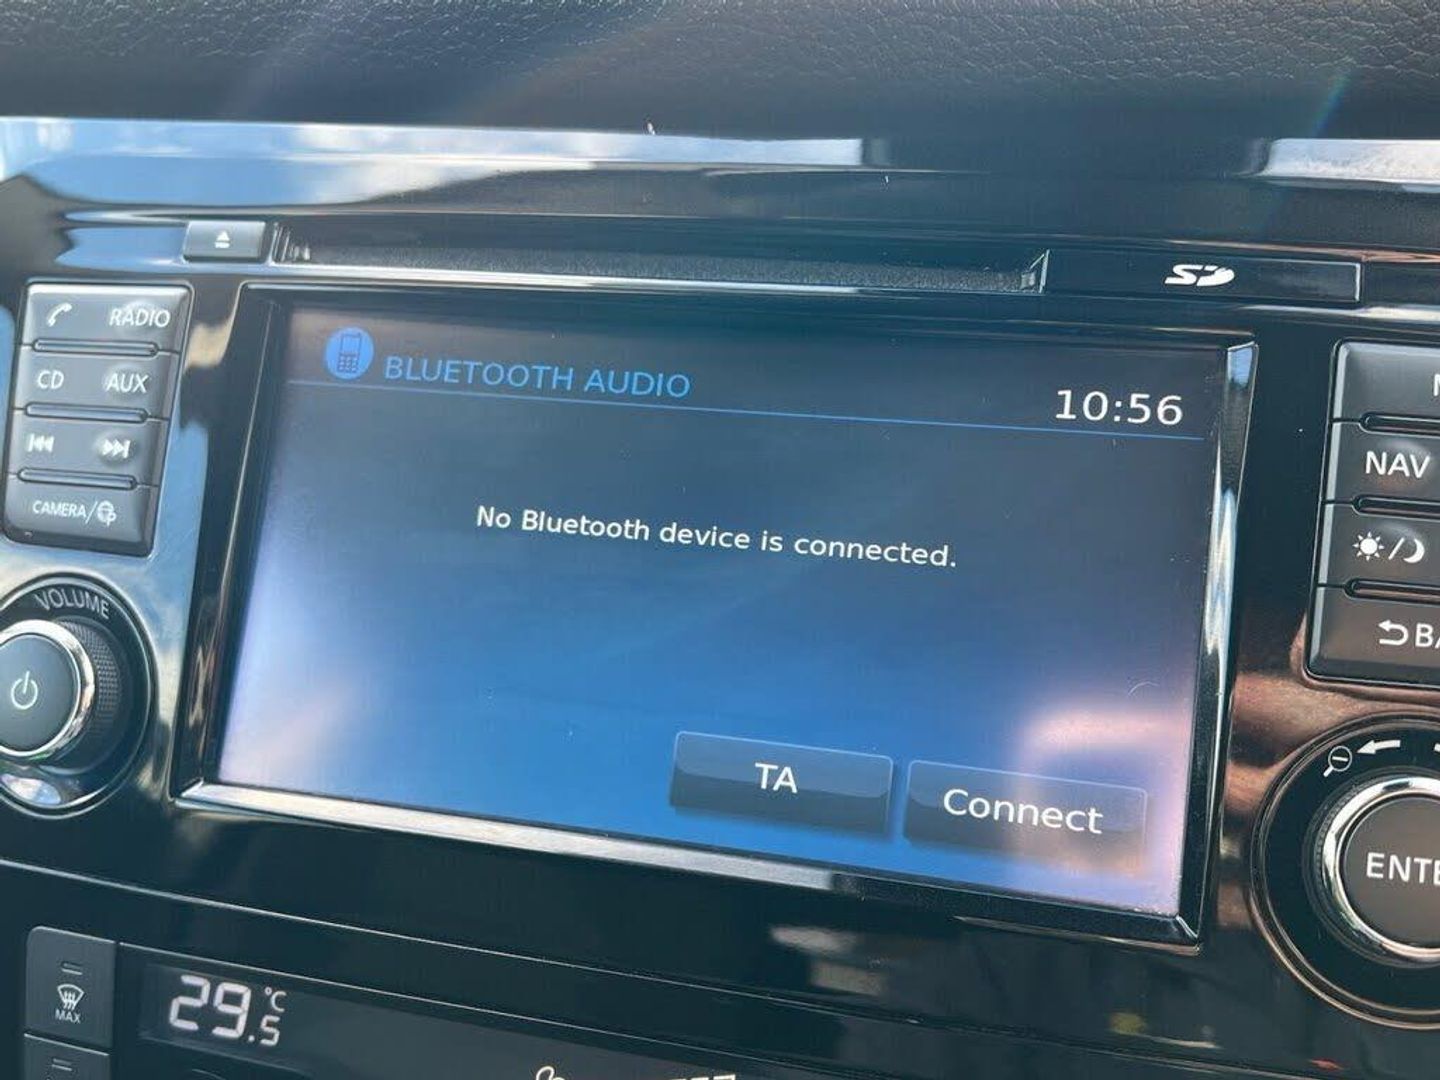 RADIO
CD AUX
CAMERA/
VOLUME
BLUETOOTH AUDIO
10:56
No Bluetooth device is connected.
TA
Connect
SD
NAV
MAX
29.5 °C